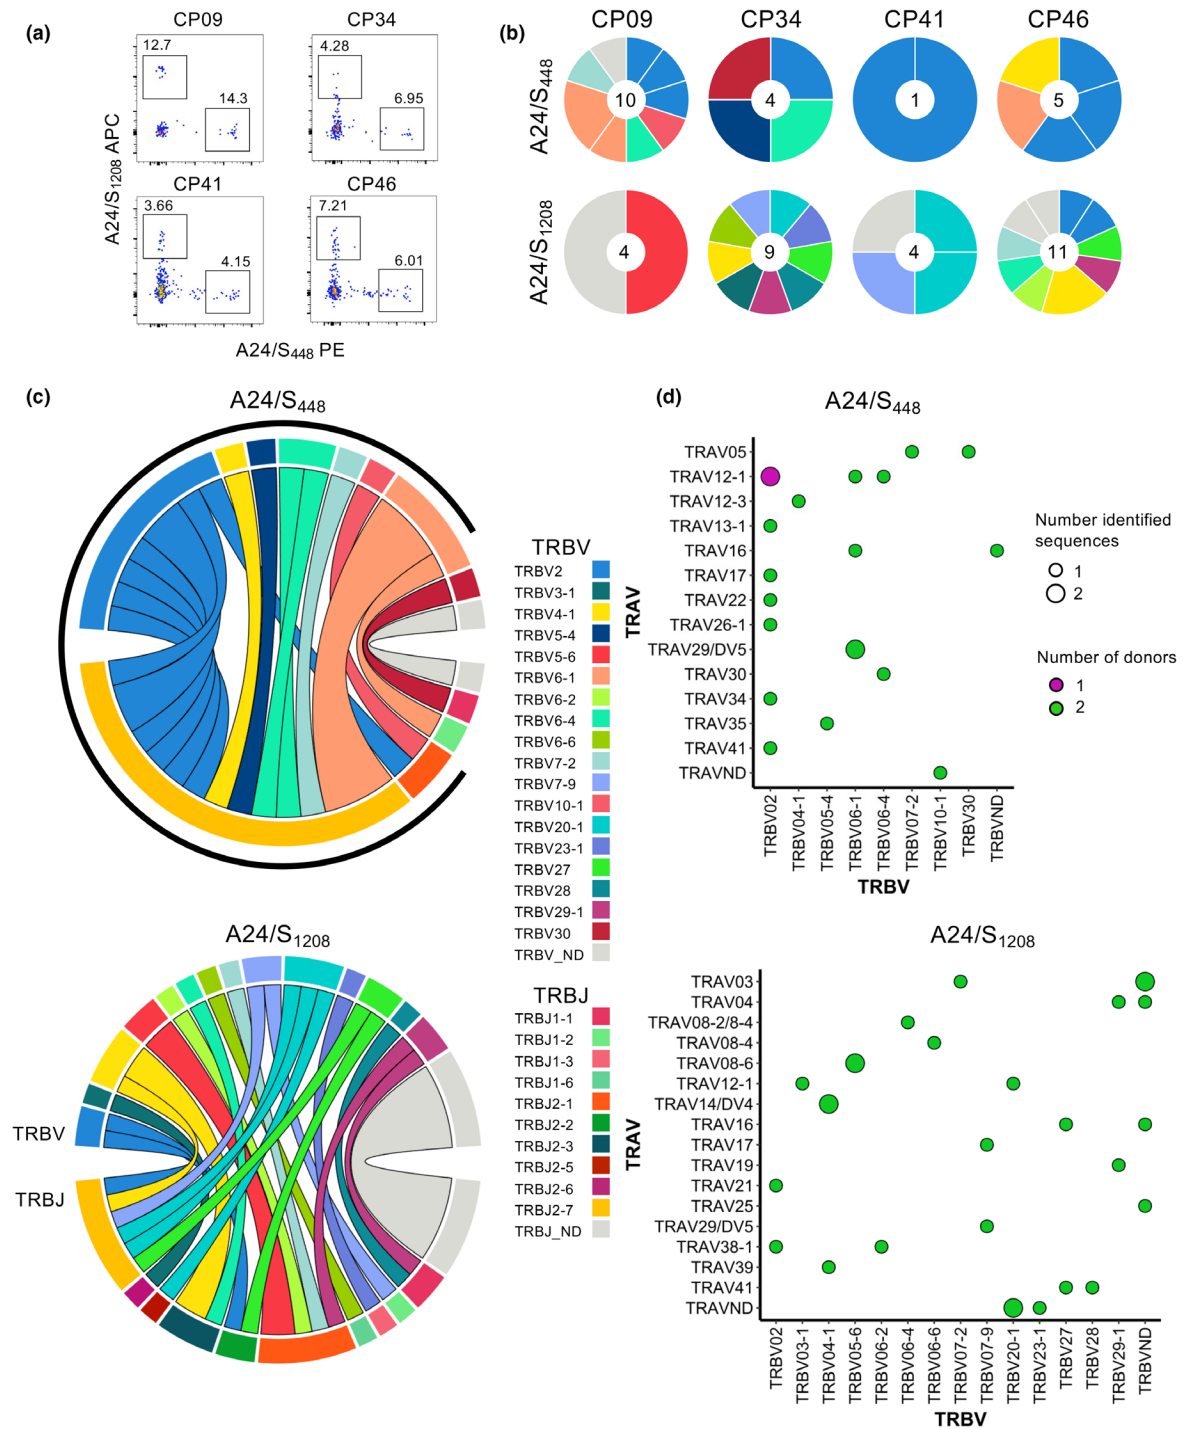 (a)
CP09
CP34
12.7
14.3
4.28
6.95
CP41
CP46
3.66
4.15
7.21
6.01
A24/S1208 APC
A24/S448 PE
(b)
CP09
CP34
CP41
CP46
A24/S448
10
4
1
5
A24/S1208
4
9
4
11
(c)
A24/S448
A24/S1208
TRBV
TRBJ
TRBV
TRBV2
TRBV3-1
TRBV4-1
TRBV5-4
TRBV5-6
TRBV6-1
TRBV6-2
TRBV6-4
TRBV6-6
TRBV7-2
TRBV7-9
TRBV10-1
TRBV20-1
TRBV23-1
TRBV27
TRBV28
TRBV29-1
TRBV30
TRBV_ND
TRBJ
TRBJ1-1
TRBJ1-2
TRBJ1-3
TRBJ1-6
TRBJ2-1
TRBJ2-2
TRBJ2-3
TRBJ2-5
TRBJ2-6
TRBJ2-7
TRBJ_ND
(d)
A24/S448
TRAV
TRAV05
TRAV12-1
TRAV12-3
TRAV13-1
TRAV16
TRAV17
TRAV22
TRAV26-1
TRAV29/DV5
TRAV30
TRAV34
TRAV35
TRAV41
TRAVND
TRBV02
TRBV04-1
TRBV05-4
TRBV06-1
TRBV06-4
TRBV07-2
TRBV10-1
TRBV30
TRBVND
TRBV
Number identified
sequences
1
2
Number of donors
1
2
A24/S1208
TRAV
TRAV03
TRAV04
TRAV08-2/8-4
TRAV08-4
TRAV08-6
TRAV12-1
TRAV14/DV4
TRAV16
TRAV17
TRAV19
TRAV21
TRAV25
TRAV29/DV5
TRAV38-1
TRAV39
TRAV41
TRAVND
TRBV02
TRBV03-1
TRBV04-1
TRBV05-6
TRBV06-2
TRBV06-4
TRBV06-6
TRBV07-2
TRBV07-9
TRBV20-1
TRBV23-1
TRBV27
TRBV28
TRBV29-1
TRBVND
TRBV